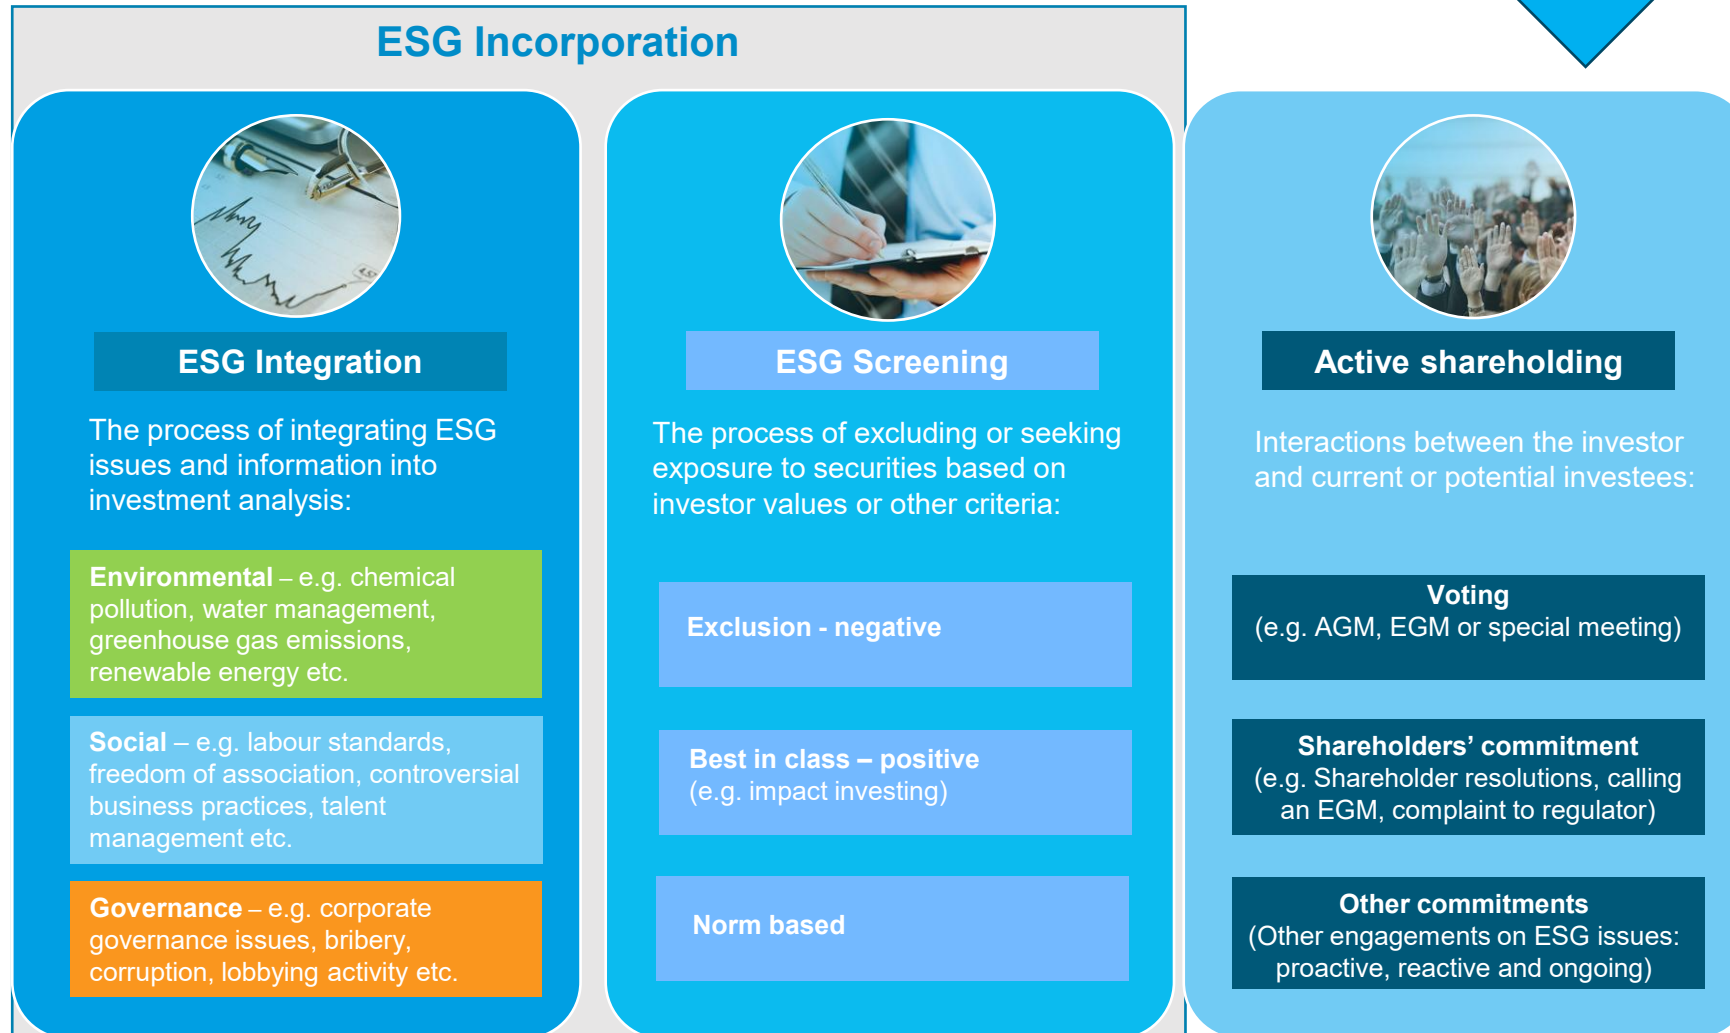 ESG Incorporation
ESG Integration
The process of integrating ESG
issues and information into
investment analysis:
Environmental – e.g. chemical
pollution, water management,
greenhouse gas emissions,
renewable energy etc.
Social – e.g. labour standards,
freedom of association, controversial
business practices, talent
management etc.
Governance – e.g. corporate
governance issues, bribery,
corruption, lobbying activity etc.
ESG Screening
The process of excluding or seeking
exposure to securities based on
investor values or other criteria:
Exclusion - negative
Best in class – positive
(e.g. impact investing)
Norm based
Active shareholding
Interactions between the investor
and current or potential investees:
Voting
(e.g. AGM, EGM or special meeting)
Shareholders’ commitment
(e.g. Shareholder resolutions, calling
an EGM, complaint to regulator)
Other commitments
(Other engagements on ESG issues:
proactive, reactive and ongoing)